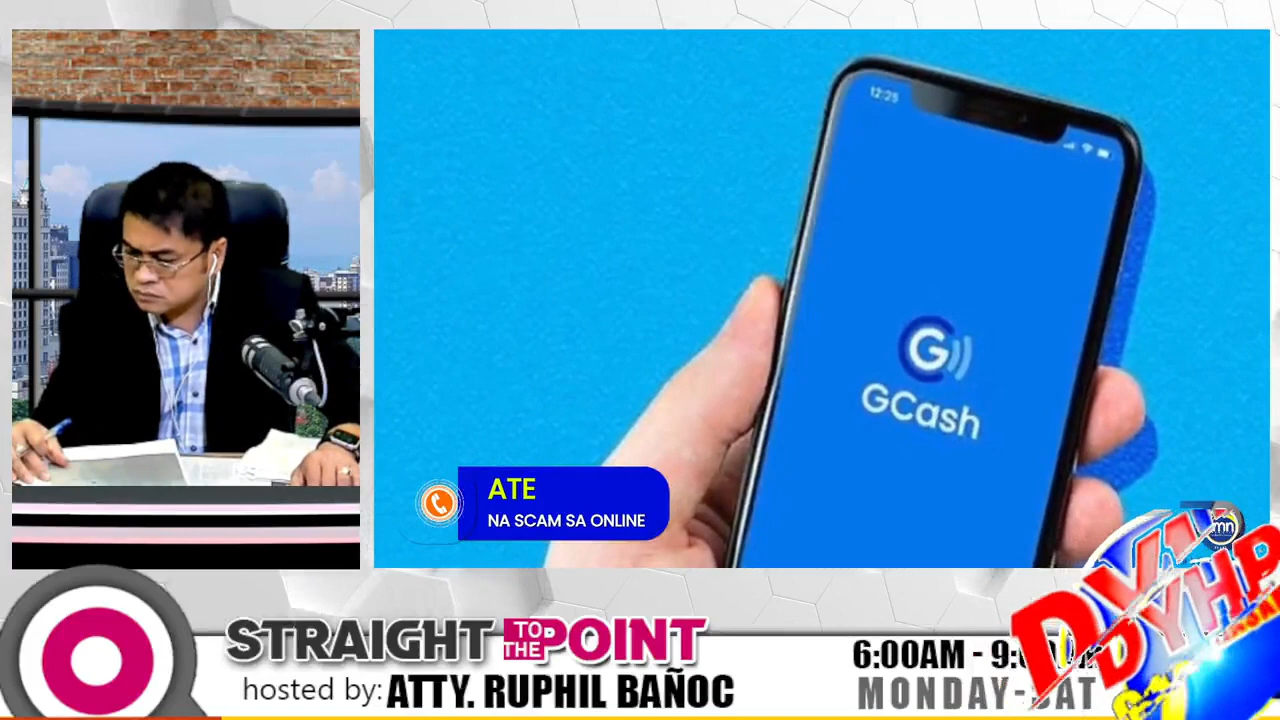 12:25
GCash
ATE
NA SCAM SA ONLINE
mn
DYHP
STRAIGHT TO THE POINT
hosted by: ATTY. RUPHIL BAÑOC
6:00AM - 9:
MONDAY-SAT